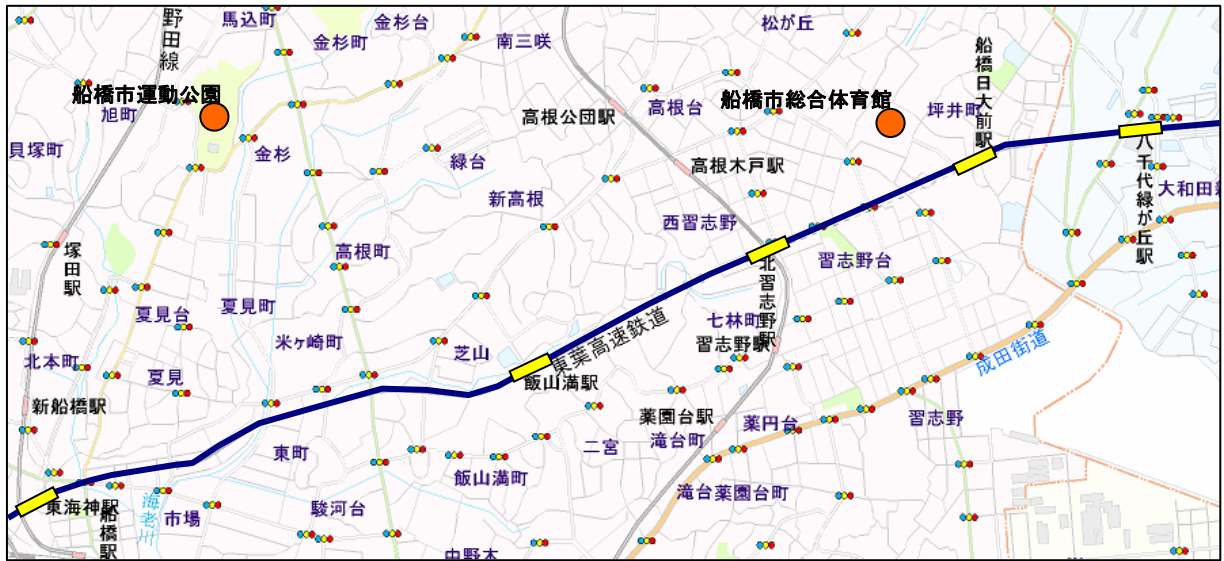 野田線
馬込町
金杉台
金杉町
南三咲
松が丘
船橋日大前駅
船橋市運動公園
旭町
高根公団駅
高根台
船橋市総合体育館
坪井町
貝塚町
金杉
緑台
高根木戸駅
八千代緑が丘駅
大和田新
新高根
西習志野
塚田駅
高根町
北習志野駅
習志野台
夏見台
夏見町
米ヶ崎町
七林町
東葉高速鉄道
習志野駅
成田街道
北本町
夏見
芝山
飯山満駅
新船橋駅
薬園台駅
薬円台
習志野
東町
二宮
滝台町
飯山満町
滝台薬園台町
東海神駅
海老川
市場
駿河台
船橋駅
中野木